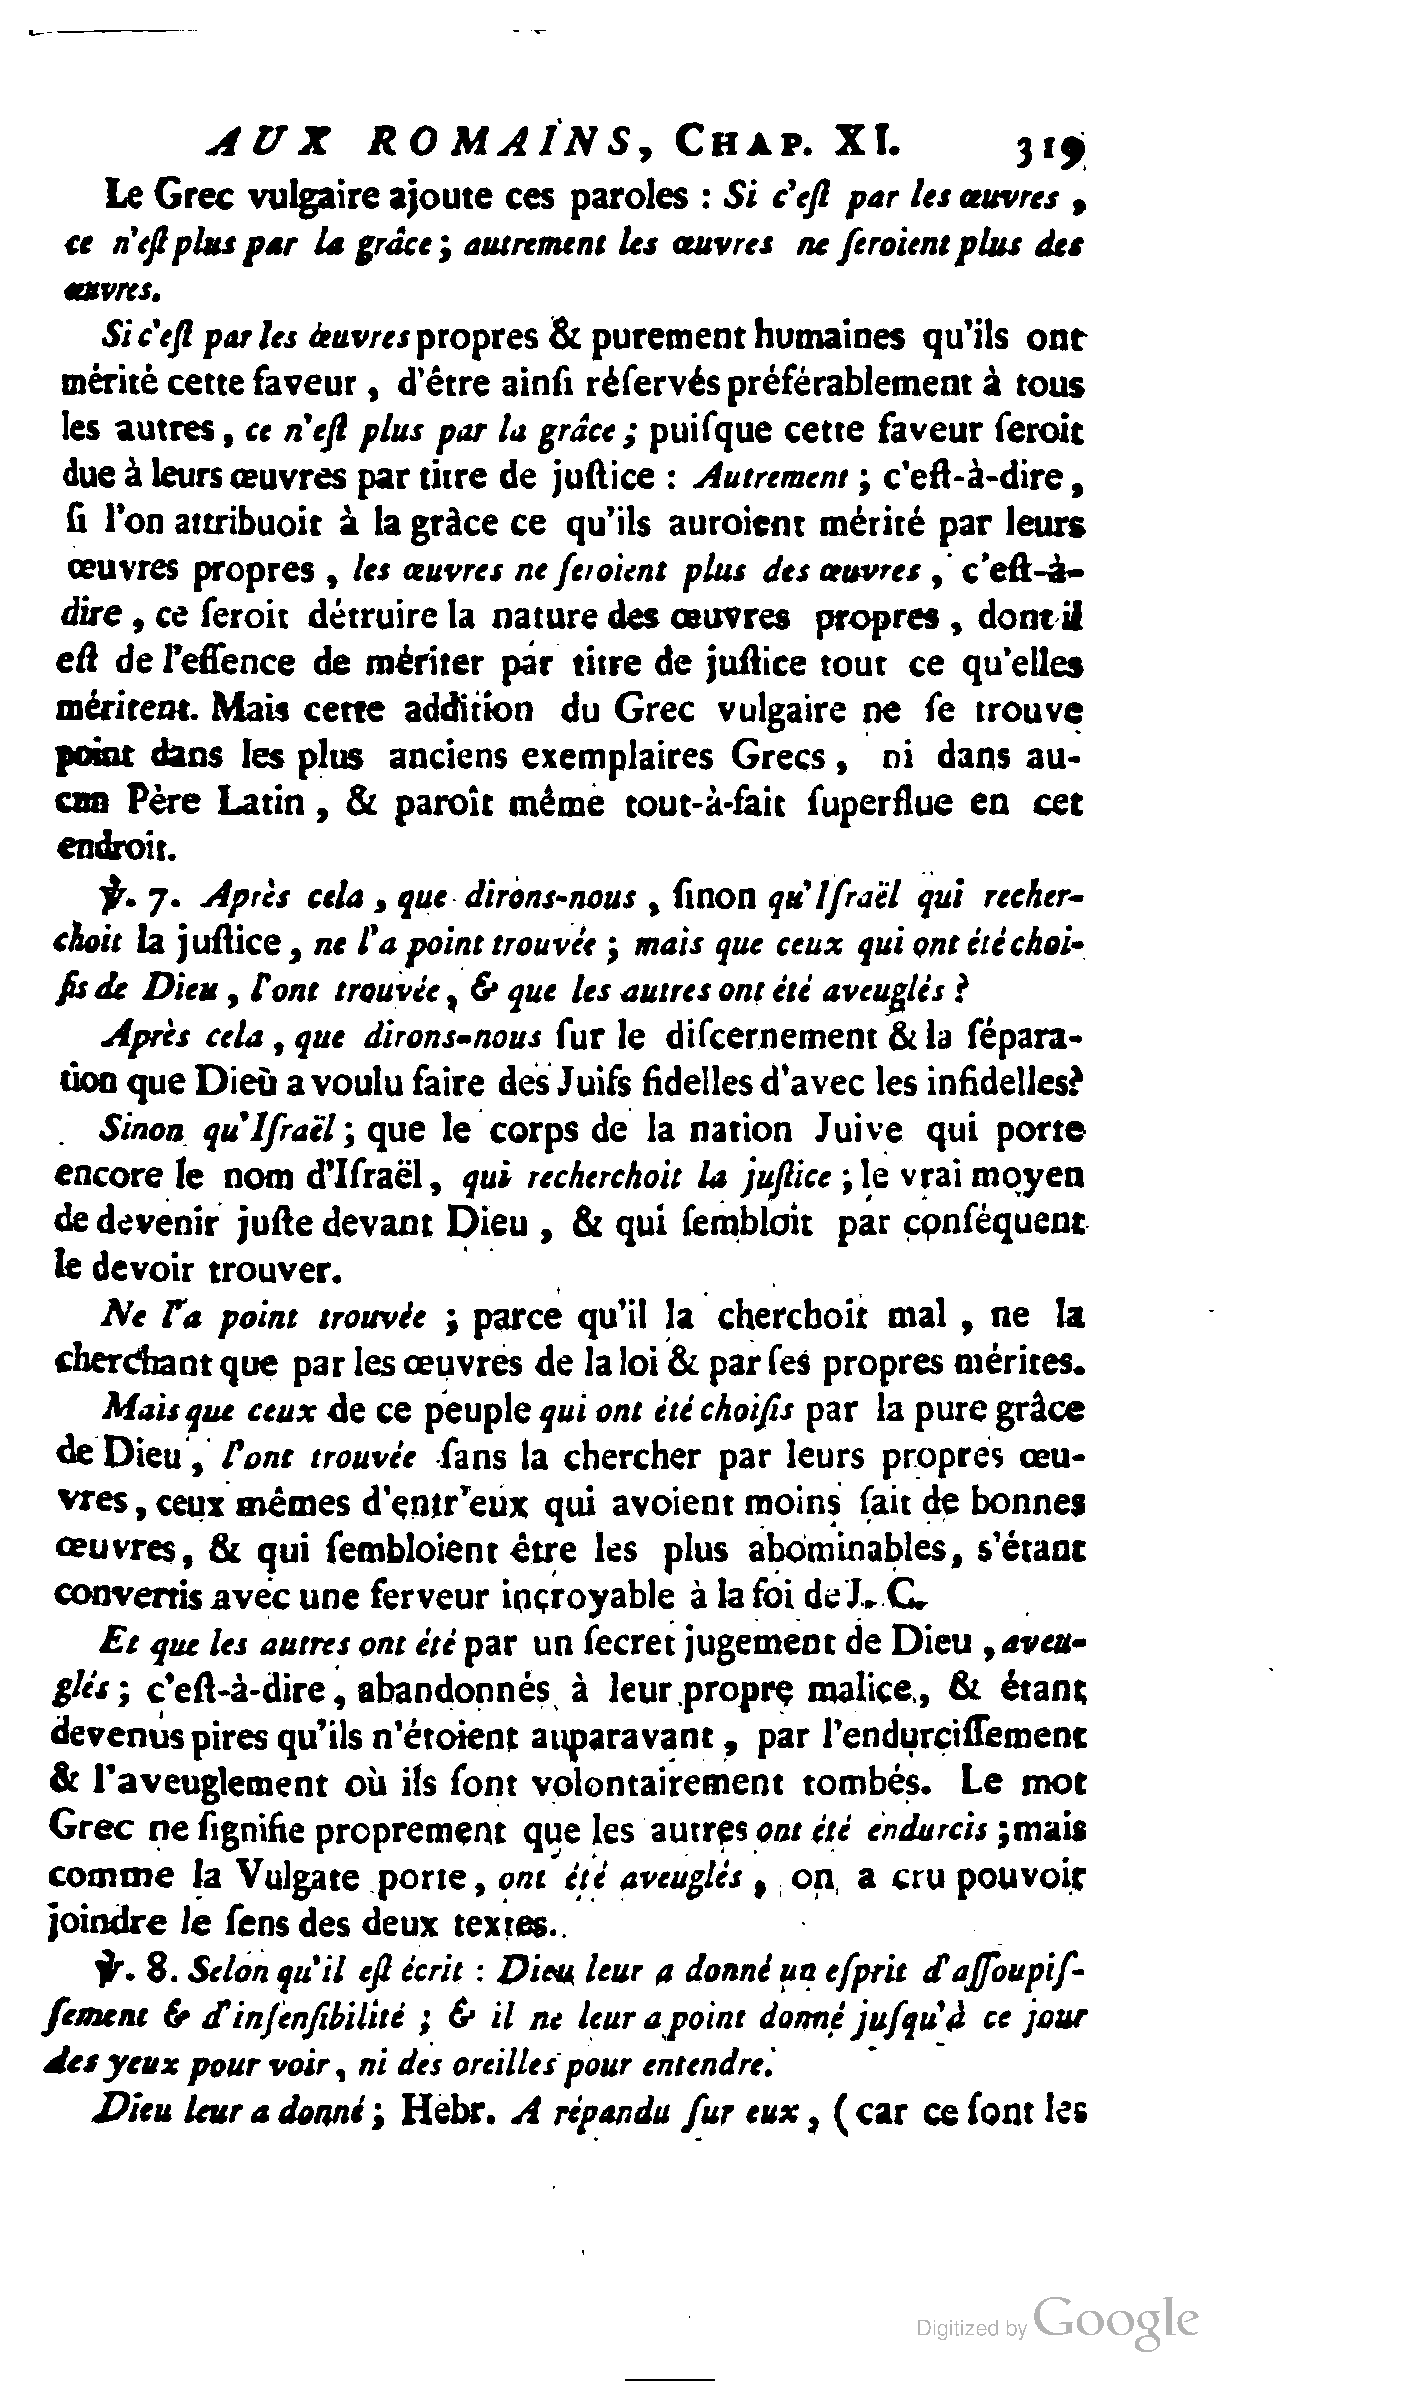 AUX ROMAINS, CHAP. XI. 319
Le Grec vulgaire ajoute ces paroles : Si c'eſt par les œuvres ,
ce n'eſt plus par la grâce ; autrement les œuvres ne ſeroient plus des
œuvres.
Si c'eſt par les œuvres propres & purement humaines qu'ils ont
mérité cette faveur , d'être ainſi réſervés préférablement à tous
les autres , ce n'eſt plus par la grâce ; puiſque cette faveur ſeroit
due à leurs œuvres par titre de juſtice : Autrement ; c'eſt-à-dire ,
ſi l'on attribuoit à la grâce ce qu'ils auroient mérité par leurs
œuvres propres , les œuvres ne ſeroient plus des œuvres , c'eſt-à-
dire , ce ſeroit détruire la nature des œuvres propres , dont il
eſt de l'eſſence de mériter par titre de juſtice tout ce qu'elles
méritent. Mais cette addition du Grec vulgaire ne ſe trouve
point dans les plus anciens exemplaires Grecs , ni dans au-
cun Père Latin , & paroît même tout-à-fait ſuperflue en cet
endroit.
℣. 7. Après cela , que dirons-nous , ſinon qu'Iſraël qui recher-
choit la juſtice , ne l'a point trouvée ; mais que ceux qui ont été choi-
ſis de Dieu , l'ont trouvée , & que les autres ont été aveuglés ?
Après cela , que dirons-nous ſur le diſcernement & la ſépara-
tion que Dieu a voulu faire des Juifs fidelles d'avec les infidelles?
Sinon qu'Iſraël ; que le corps de la nation Juive qui porte
encore le nom d'Iſraël , qui recherchoit la juſtice ; le vrai moyen
de devenir juſte devant Dieu , & qui ſembloit par conſéquent
le devoir trouver.
Ne l'a point trouvée ; parce qu'il la cherchoit mal , ne la
cherchant que par les œuvres de la loi & par ſes propres mérites.
Mais que ceux de ce peuple qui ont été choiſis par la pure grâce
de Dieu , l'ont trouvée ſans la chercher par leurs propres œu-
vres , ceux mêmes d'entr'eux qui avoient moins fait de bonnes
œuvres , & qui ſembloient être les plus abominables , s'étant
convertis avec une ferveur incroyable à la foi de J. C.
Et que les autres ont été par un ſecret jugement de Dieu , aveu-
glés ; c'eſt-à-dire , abandonnés à leur propre malice , & étant
devenus pires qu'ils n'étoient auparavant , par l'endurciſſement
& l'aveuglement où ils ſont volontairement tombés. Le mot
Grec ne ſignifie proprement que les autres ont été endurcis ; mais
comme la Vulgate porte , ont été aveuglés , on a cru pouvoir
joindre le ſens des deux textes.
℣. 8. Selon qu'il eſt écrit : Dieu leur a donné un eſprit d'aſſoupiſ-
ſement & d'inſenſibilité ; & il ne leur a point donné juſqu'à ce jour
des yeux pour voir , ni des oreilles pour entendre.
Dieu leur a donné ; Hebr. A répandu ſur eux , ( car ce ſont les
Digitized by Google